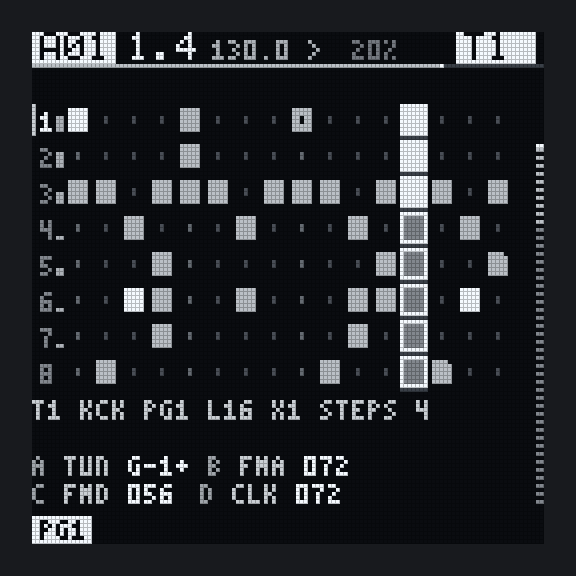 A01 1.4 130.0 > 20% T1
1
2
3
4
5
6
7
8
T1 KCK PG1 L16 X1 STEPS 4
A TUN G-1+ B FMA 072
C FMD 056 D CLK 072
PG1